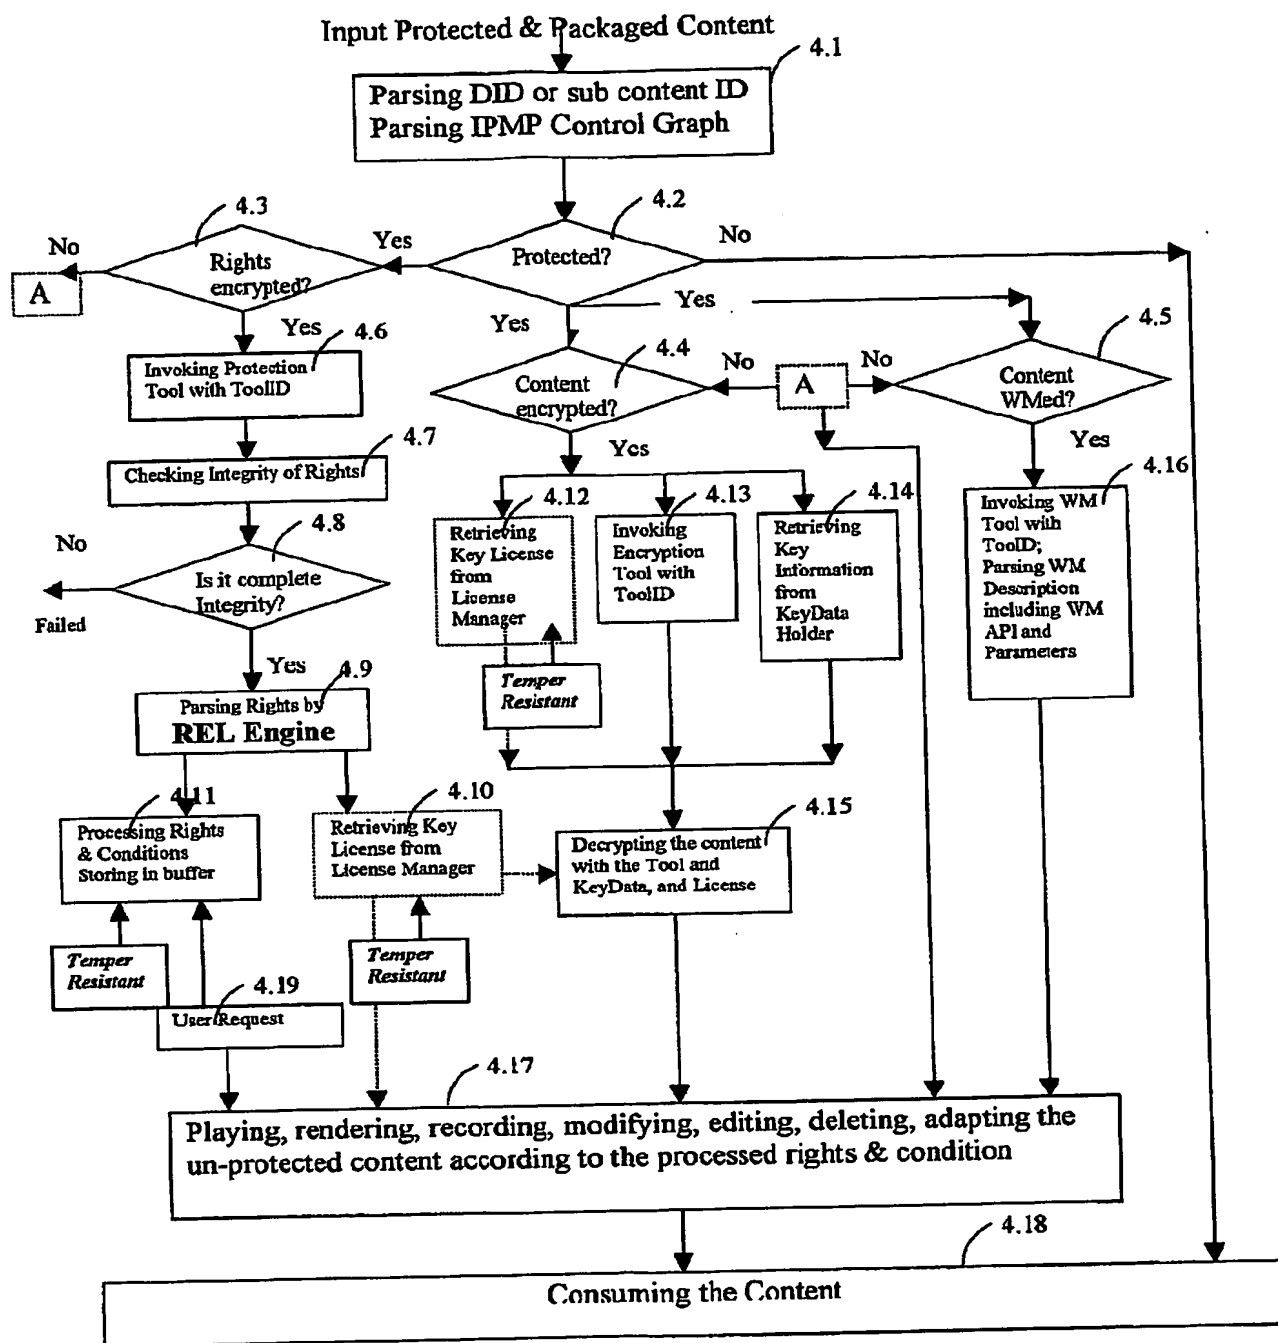 Input Protected & Packaged Content
4.1
Parsing DID or sub content ID
Parsing IPMP Control Graph
4.3
4.2
No
Yes
Protected?
No
Rights
encrypted?
A
Yes
Yes
Yes
4.5
4.6
4.4
Invoking Protection
Tool with ToolID
Content
encrypted?
No
A
No
Content
WMed?
4.7
Yes
Yes
Checking Integrity of Rights
4.12
4.13
4.14
4.16
4.8
No
Is it complete
Integrity?
Failed
Retrieving
Key License
from
License
Manager
Invoking
Encryption
Tool with
ToolID
Retrieving
Key
Information
from
KeyData
Holder
Invoking WM
Tool with
ToolD;
Parsing WM
Description
including WM
API and
Parameters
Yes
4.9
Temper
Resistant
Parsing Rights by
REL Engine
4.11
4.10
4.15
Processing Rights
& Conditions
Storing in buffer
Retrieving Key
License from
License Manager
Decrypting the content
with the Tool and
KeyData, and License
Temper
Resistant
Temper
Resistant
4.19
User Request
4.17
Playing, rendering, recording, modifying, editing, deleting, adapting the
un-protected content according to the processed rights & condition
4.18
Consuming the Content